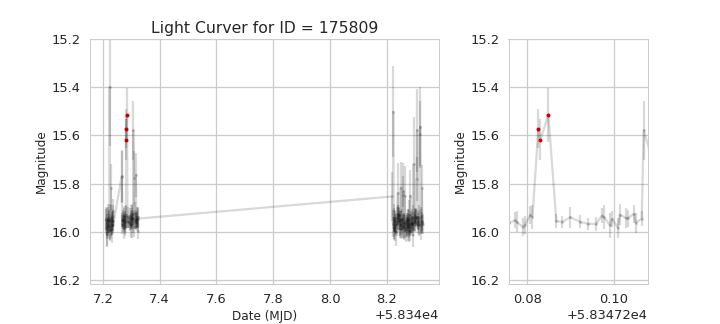 Light Curver for ID = 175809
Magnitude
15.2
15.4
15.6
15.8
16.0
16.2
7.2 7.4 7.6 7.8 8.0 8.2
Date (MJD) +5.834e4
Magnitude
15.2
15.4
15.6
15.8
16.0
16.2
0.08 0.10
+5.83472e4